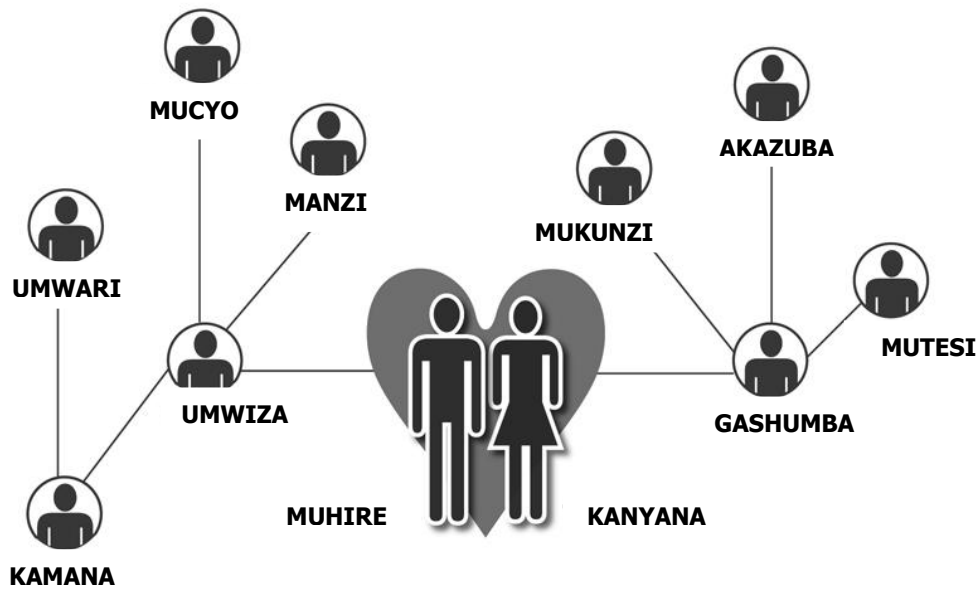 MUCYO
AKAZUBA
MANZI
MUKUNZI
UMWARI
MUTESI
UMWIZA
GASHUMBA
MUHIRE
KANYANA
KAMANA